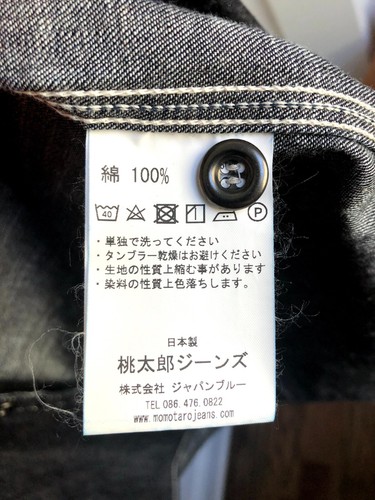 綿 100%
40 P
・単独で洗ってください
・タンブラー乾燥はお避けください
・生地の性質上縮む事があります
・染料の性質上色落ちします。
日本製
桃太郎ジーンズ
株式会社 ジャパンブルー
TEL 086.476.0822
www.momotarojeans.com